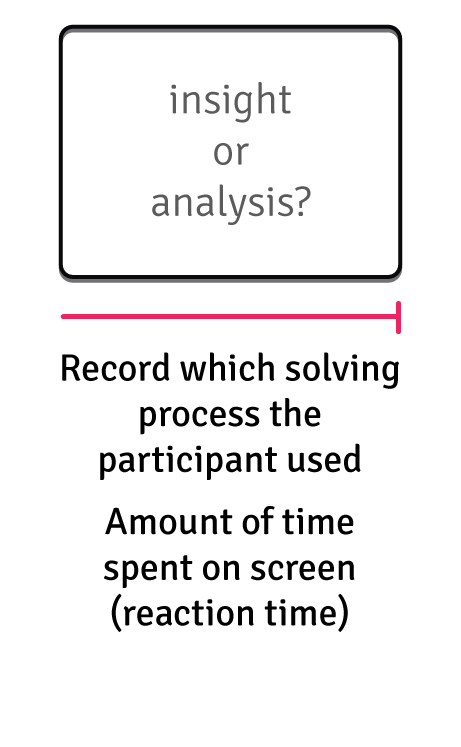 insight
or
analysis?
Record which solving
process the
participant used
Amount of time
spent on screen
(reaction time)